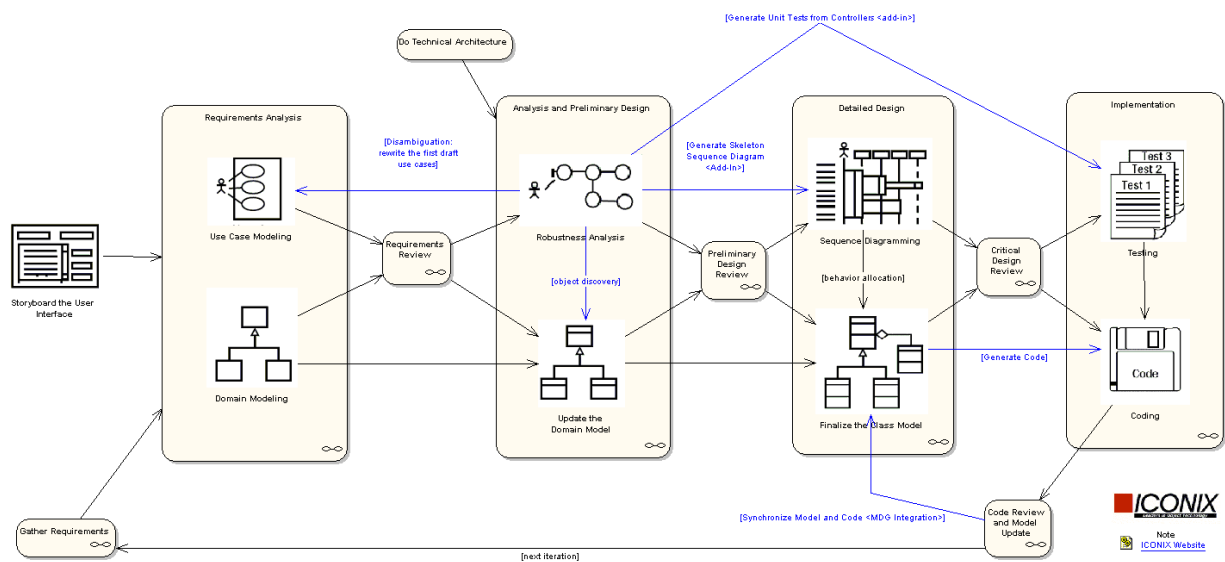 [Generate Unit Tests from Controllers <add-in>]
Do Technical Architecture
Requirements Analysis
Analysis and Preliminary Design
Detailed Design
Implementation
[Disambiguation:
rewrite the first draft
use cases]
[Generate Skeleton
Sequence Diagram
<Add-In>]
Test 3
Test 2
Test 1
Use Case Modeling
Requirements
Review
Robustness Analysis
Preliminary
Design
Review
Sequence Diagramming
Critical
Design
Review
Testing
Storyboard the User
Interface
[object discovery]
[behavior allocation]
[Generate Code]
Code
Domain Modeling
Update the
Domain Model
Finalize the Class Model
Coding
Gather Requirements
[Synchronize Model and Code <MDG Integration>]
Code Review
and Model
Update
ICONIX
Note
ICONIX Website
[next iteration]